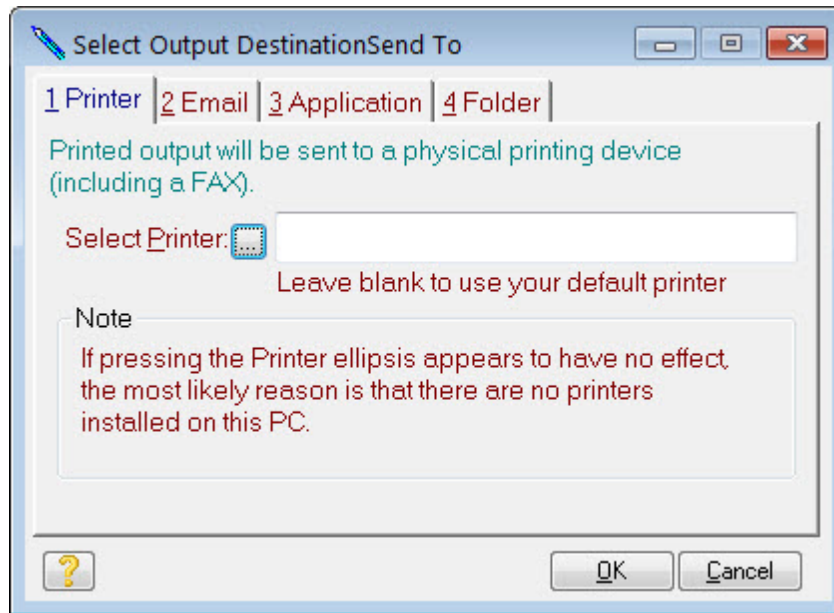 Select Output DestinationSend To
1 Printer 2 Email 3 Application 4 Folder
Printed output will be sent to a physical printing device
(including a FAX).
Select Printer: ...
Leave blank to use your default printer
Note
If pressing the Printer ellipsis appears to have no effect,
the most likely reason is that there are no printers
installed on this PC.
? OK Cancel